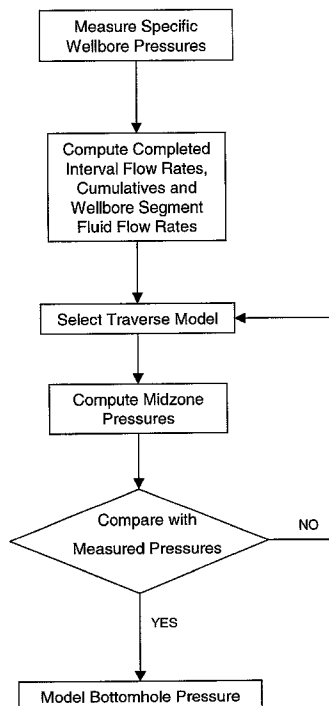 Measure Specific
Wellbore Pressures
Compute Completed
Interval Flow Rates,
Cumulatives and
Wellbore Segment
Fluid Flow Rates
Select Traverse Model
Compute Midzone
Pressures
Compare with
Measured Pressures
NO
YES
Model Bottomhole Pressure